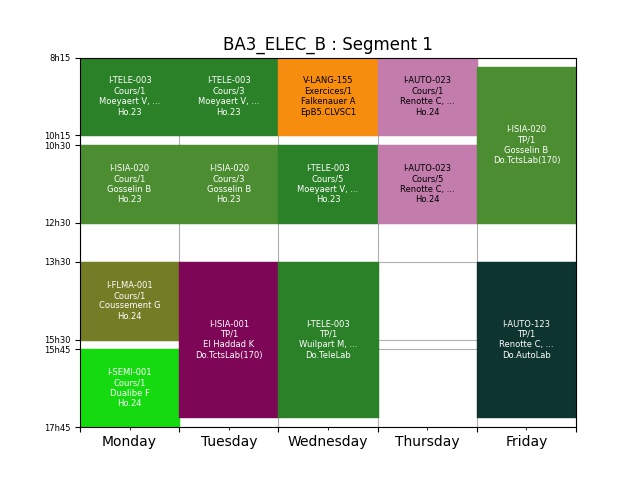 BA3_ELEC_B : Segment 1
8h15
10h15
10h30
12h30
13h30
15h30
15h45
17h45
I-TELE-003
Cours/1
Moeyaert V, ...
Ho.23
I-ISIA-020
Cours/1
Gosselin B
Ho.23
I-FLMA-001
Cours/1
Coussement G
Ho.24
I-SEMI-001
Cours/1
Dualibe F
Ho.24
I-TELE-003
Cours/3
Moeyaert V, ...
Ho.23
I-ISIA-020
Cours/3
Gosselin B
Ho.23
I-ISIA-001
TP/1
El Haddad K
Do.TctsLab(170)
V-LANG-155
Exercices/1
Falkenauer A
EpB5.CLVSC1
I-TELE-003
Cours/5
Moeyaert V, ...
Ho.23
I-TELE-003
TP/1
Wuilpart M, ...
Do.TeleLab
I-AUTO-023
Cours/1
Renotte C, ...
Ho.24
I-AUTO-023
Cours/5
Renotte C, ...
Ho.24
I-ISIA-020
TP/1
Gosselin B
Do.TctsLab(170)
I-AUTO-123
TP/1
Renotte C, ...
Do.AutoLab
Monday
Tuesday
Wednesday
Thursday
Friday